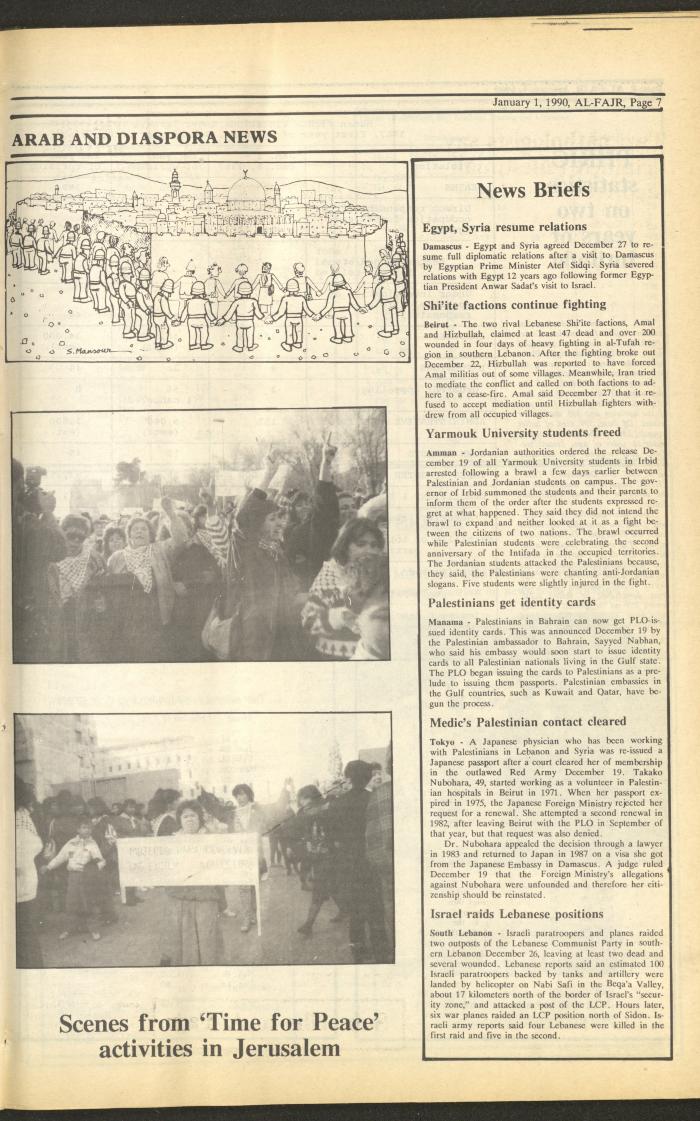 January 1, 1990, AL-FAJR, Page 7
ARAB AND DIASPORA NEWS
S. Mansour
Scenes from ‘Time for Peace’
activities in Jerusalem
News Briefs
Egypt, Syria resume relations
Damascus - Egypt and Syria agreed December 27 to re-
sume full diplomatic relations after a visit to Damascus
by Egyptian Prime Minister Atef Sidqi. Syria severed
relations with Egypt 12 years ago following former Egyp-
tian President Anwar Sadat's visit to Israel.
Shi'ite factions continue fighting
Beirut - The two rival Lebanese Shi'ite factions, Amal
and Hizbullah, claimed at least 47 dead and over 200
wounded in four days of heavy fighting in al-Tufah re-
gion in southern Lebanon. After the fighting broke out
December 22, Hizbullah was reported to have forced
Amal militias out of some villages. Meanwhile, Iran tried
to mediate the conflict and called on both factions to ad-
here to a cease-fire. Amal said December 27 that it re-
fused to accept mediation until Hizbullah fighters with-
drew from all occupied villages.
Yarmouk University students freed
Amman - Jordanian authorities ordered the release De-
cember 19 of all Yarmouk University students in Irbid
arrested following a brawl a few days earlier between
Palestinian and Jordanian students on campus. The gov-
ernor of Irbid summoned the students and their parents to
inform them of the order after the students expressed re-
gret at what happened. They said they did not intend the
brawl to expand and neither looked at it as a fight be-
tween the citizens of two nations. The brawl occurred
while Palestinian students were celebrating the second
anniversary of the Intifada in the occupied territories.
The Jordanian students attacked the Palestinians because,
they said, the Palestinians were chanting anti-Jordanian
slogans. Five students were slightly injured in the fight.
Palestinians get identity cards
Manama - Palestinians in Bahrain can now get PLO-is-
sued identity cards. This was announced December 19 by
the Palestinian ambassador to Bahrain, Sayyed Nabhan,
who said his embassy would soon start to issue identity
cards to all Palestinian nationals living in the Gulf state.
The PLO began issuing the cards to Palestinians as a pre-
lude to issuing them passports. Palestinian embassies in
the Gulf countries, such as Kuwait and Qatar, have be-
gun the process.
Medic's Palestinian contact cleared
Tokyo - A Japanese physician who has been working
with Palestinians in Lebanon and Syria was re-issued a
Japanese passport after a court cleared her of membership
in the outlawed Red Army December 19. Takako
Nubohara, 49, started working as a volunteer in Palestin-
ian hospitals in Beirut in 1971. When her passport ex-
pired in 1975, the Japanese Foreign Ministry rejected her
request for a renewal. She attempted a second renewal in
1982, after leaving Beirut with the PLO in September of
that year, but that request was also denied.
Dr. Nubohara appealed the decision through a lawyer
in 1983 and returned to Japan in 1987 on a visa she got
from the Japanese Embassy in Damascus. A judge ruled
December 19 that the Foreign Ministry's allegations
against Nubohara were unfounded and therefore her citi-
zenship should be reinstated.
Israel raids Lebanese positions
South Lebanon - Israeli paratroopers and planes raided
two outposts of the Lebanese Communist Party in south-
ern Lebanon December 26, leaving at least two dead and
several wounded. Lebanese reports said an estimated 100
Israeli paratroopers backed by tanks and artillery were
landed by helicopter on Nabi Safi in the Beqa'a Valley,
about 17 kilometers north of the border of Israel's "secur-
ity zone," and attacked a post of the LCP. Hours later,
six war planes raided an LCP position north of Sidon. Is-
raeli army reports said four Lebanese were killed in the
first raid and five in the second.